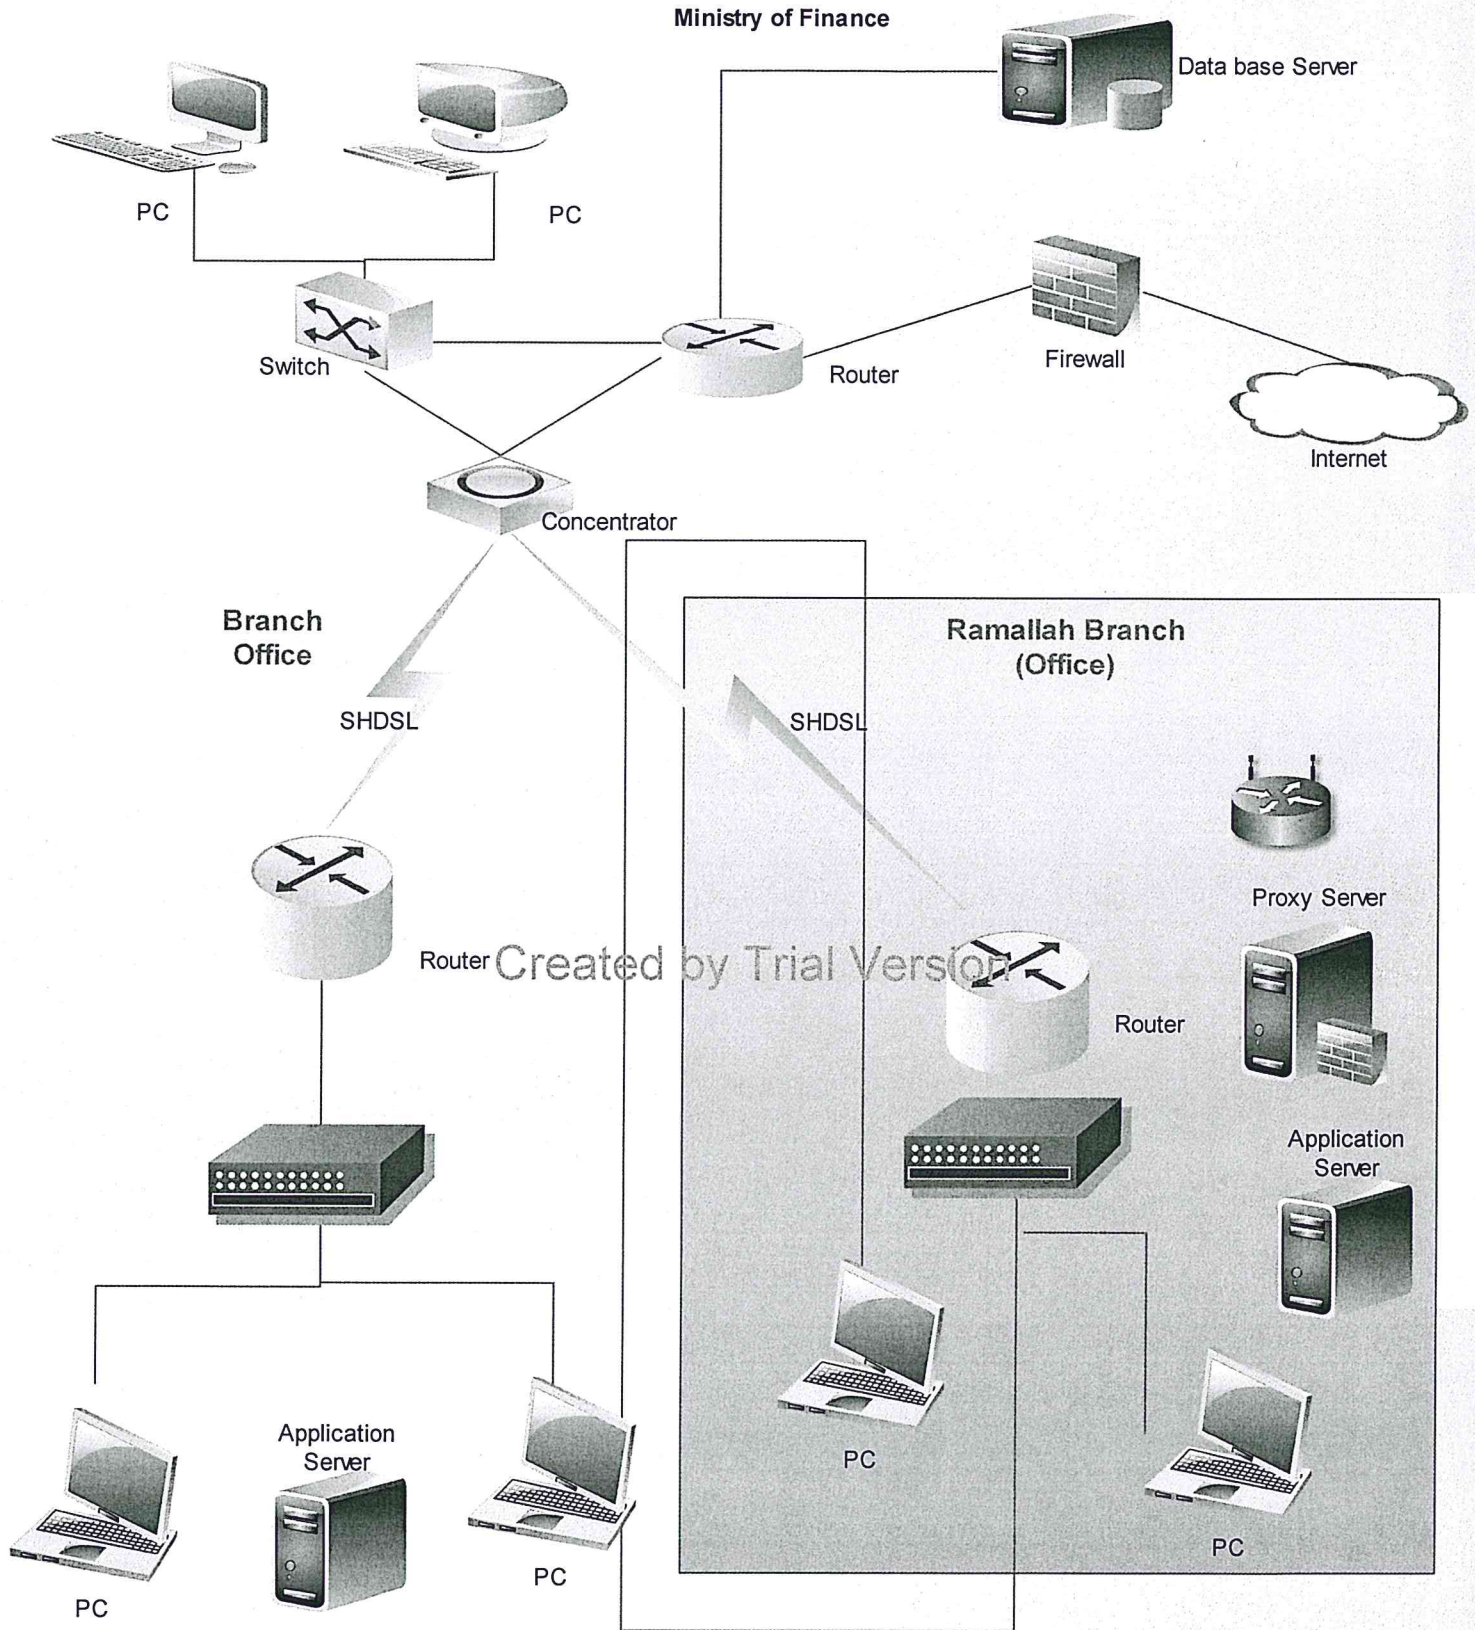 Ministry of Finance
Data base Server
PC
PC
Switch
Router
Firewall
Internet
Concentrator
Branch
Office
Ramallah Branch
(Office)
SHDSL
SHDSL
Proxy Server
Router
Created by Trial Version
Router
Application
Server
Application
Server
PC
PC
PC
PC